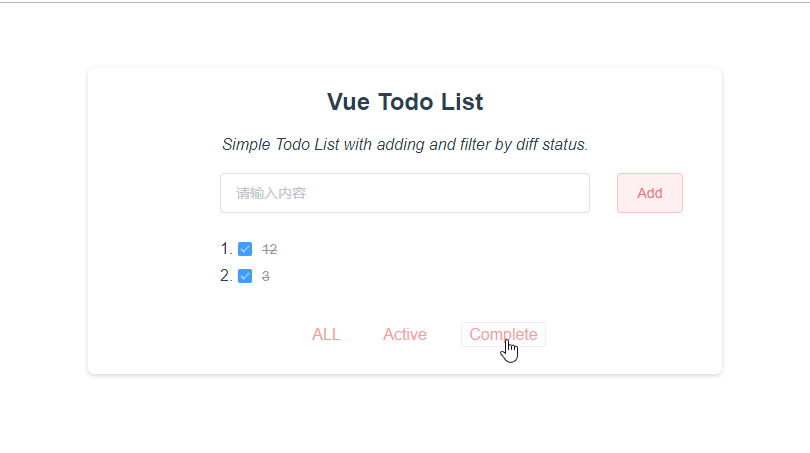 Vue Todo List
Simple Todo List with adding and filter by diff status.
请输入内容 Add
1. 12
2. 3
ALL Active Complete